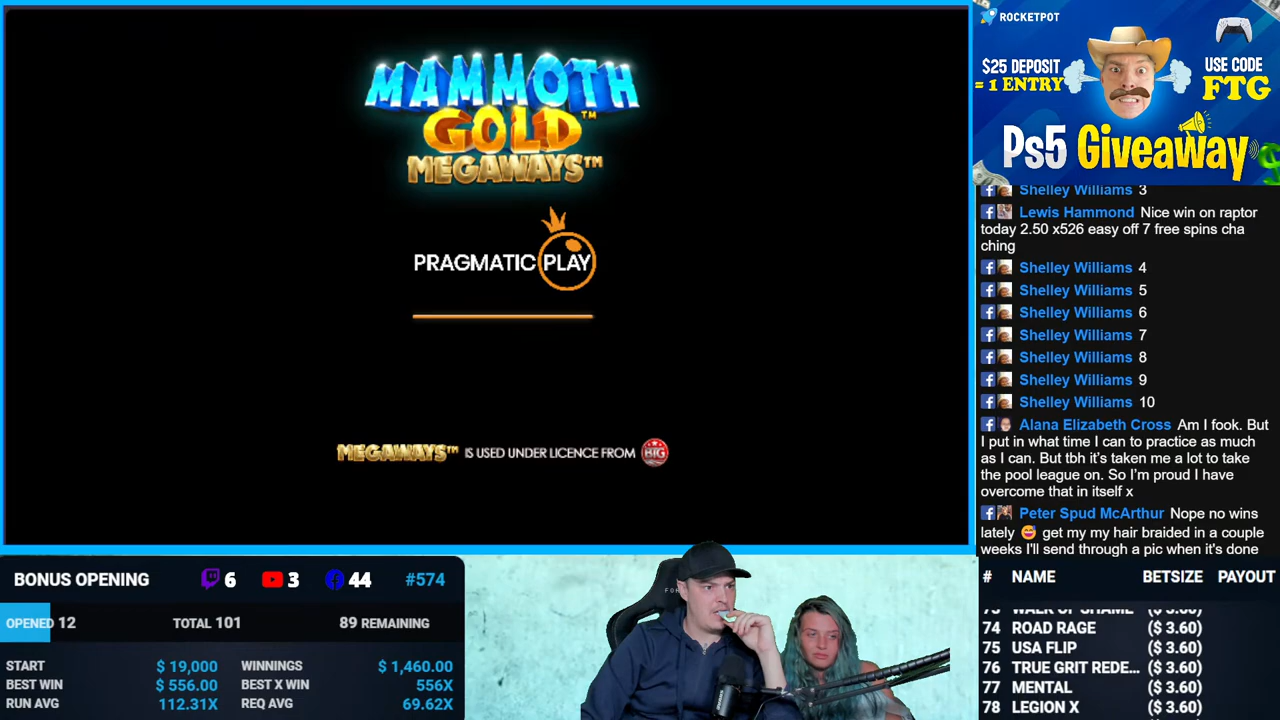 MAMMOTH
GOLD™
MEGAWAYS™
PRAGMATIC PLAY
MEGAWAYS™ IS USED UNDER LICENCE FROM BIG
ROCKETPOT
$25 DEPOSIT
= 1 ENTRY
USE CODE
FTG
Ps5 Giveaway
Shelley Williams 3
Lewis Hammond Nice win on raptor
today 2.50 x526 easy off 7 free spins cha
ching
Shelley Williams 4
Shelley Williams 5
Shelley Williams 6
Shelley Williams 7
Shelley Williams 8
Shelley Williams 9
Shelley Williams 10
Alana Elizabeth Cross Am I fook. But
I put in what time I can to practice as much
as I can. But tbh it's taken me a lot to take
the pool league on. So I'm proud I have
overcome that in itself x
Peter Spud McArthur Nope no wins
lately 😅 get my my hair braided in a couple
weeks I'll send through a pic when it's done
BONUS OPENING 6 3 44 #574
OPENED 12 TOTAL 101 89 REMAINING
START $ 19,000 WINNINGS $ 1,460.00
BEST WIN $ 556.00 BEST X WIN 556X
RUN AVG 112.31X REQ AVG 69.62X
# NAME BETSIZE PAYOUT
73 WALK OF SHAME ($ 3.60)
74 ROAD RAGE ($ 3.60)
75 USA FLIP ($ 3.60)
76 TRUE GRIT REDE... ($ 3.60)
77 MENTAL ($ 3.60)
78 LEGION X ($ 3.60)